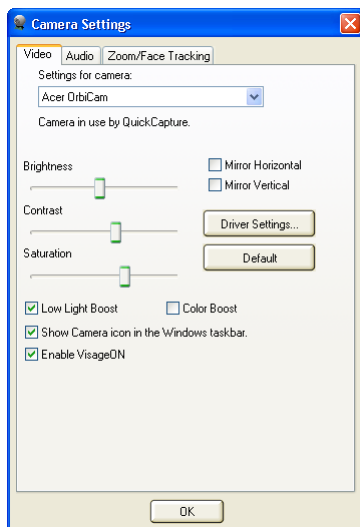 Camera Settings
Video Audio Zoom/Face Tracking
Settings for camera:
Acer OrbiCam
Camera in use by QuickCapture.
Brightness
Mirror Horizontal
Mirror Vertical
Contrast
Driver Settings...
Saturation
Default
Low Light Boost
Color Boost
Show Camera icon in the Windows taskbar.
Enable VisageON
OK